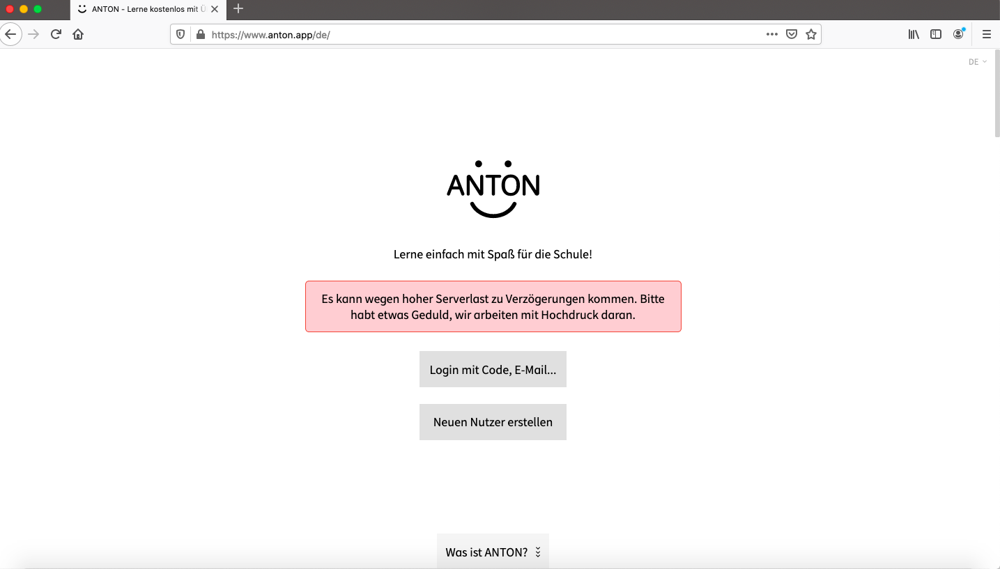 ANTON - Lerne kostenlos mit Ü
https://www.anton.app/de/
DE
ANTON
Lerne einfach mit Spaß für die Schule!
Es kann wegen hoher Serverlast zu Verzögerungen kommen. Bitte
habt etwas Geduld, wir arbeiten mit Hochdruck daran.
Login mit Code, E-Mail...
Neuen Nutzer erstellen
Was ist ANTON?